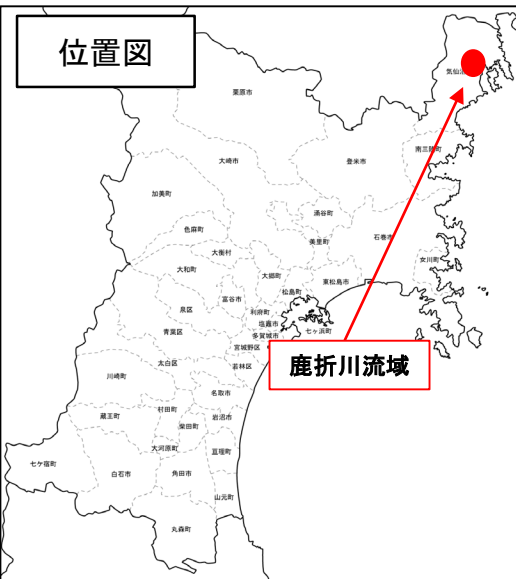 位置図
気仙沼
栗原市
南三陸町
大崎市
登米市
加美町
涌谷町
色麻町
石巻市
美里町
大衡村
女川町
大和町
大郷町
東松島市
松島町
富谷市
泉区
利府町
塩竈市
七ヶ浜町
青葉区
多賀城市
宮城野区
太白区
若林区
鹿折川流域
川崎町
名取市
村田町
蔵王町
岩沼市
柴田町
大河原町
亘理町
七ケ宿町
白石市
角田市
山元町
丸森町